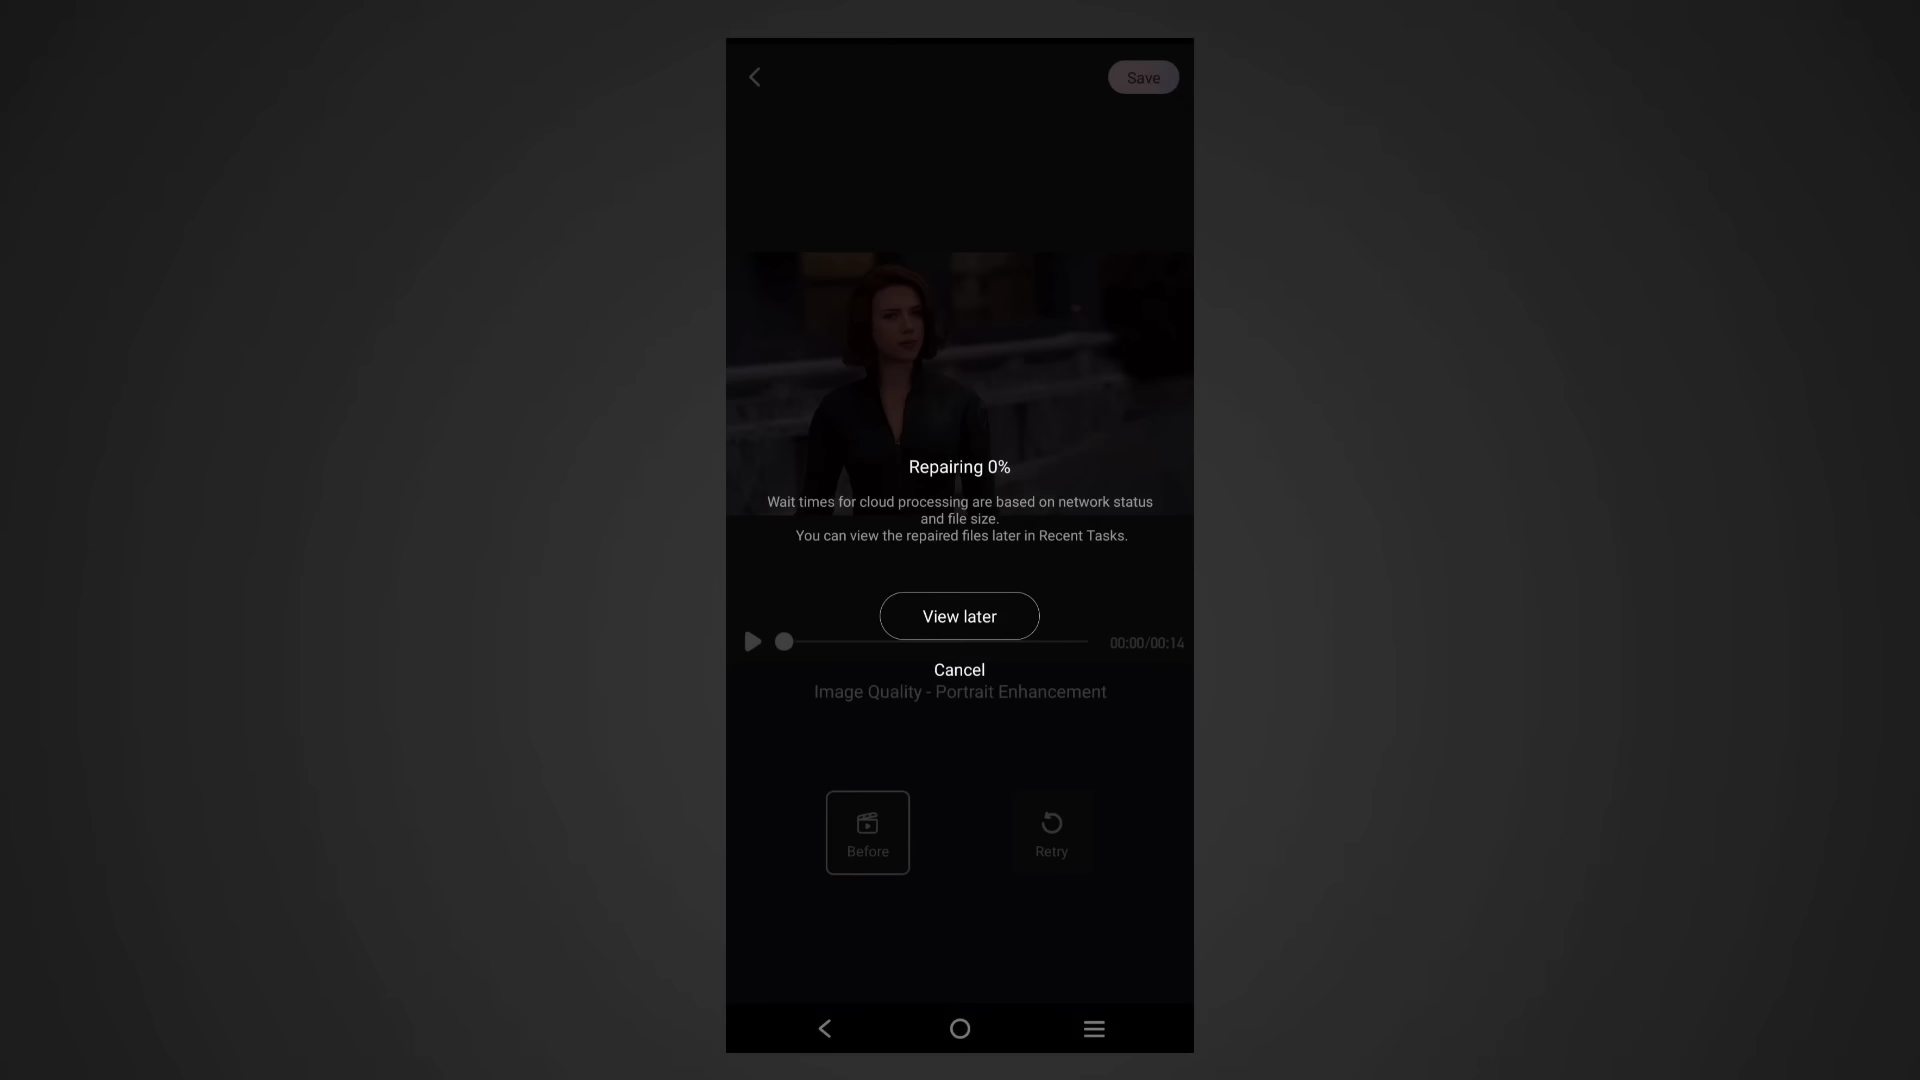 Save
Repairing 0%
Wait times for cloud processing are based on network status
and file size.
You can view the repaired files later in Recent Tasks.
View later
00:00/00:14
Cancel
Image Quality - Portrait Enhancement
Before
Retry